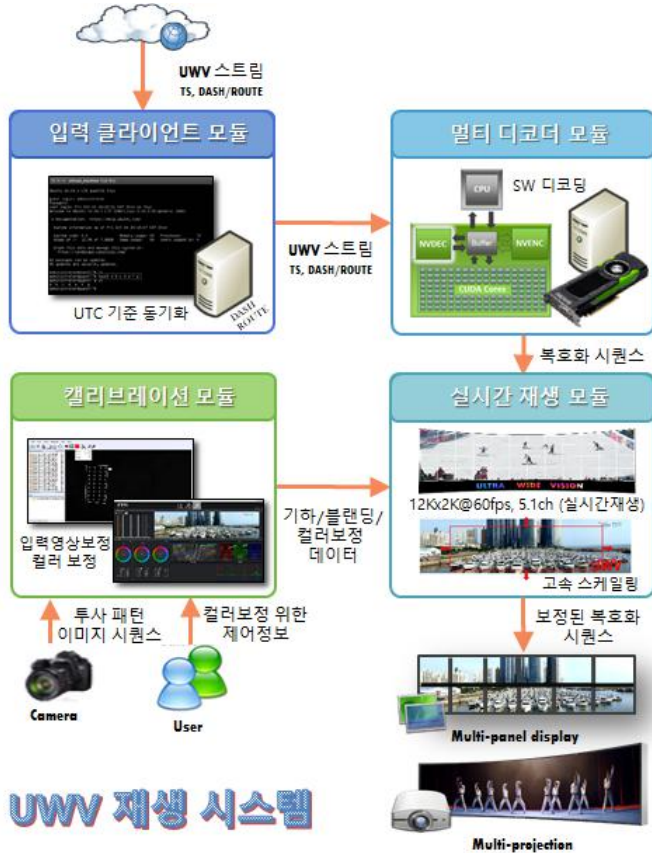 UWV 스트림
TS, DASH/ROUTE
입력 클라이언트 모듈
UTC 기준 동기화
DASH
ROUTE
UWV 스트림
TS, DASH/ROUTE
멀티 디코더 모듈
CPU
SW 디코딩
NVDEC
Buffer
NVENC
CUDA Cores
복호화 시퀀스
캘리브레이션 모듈
입력영상보정
컬러 보정
기하/블랜딩/
컬러보정
데이터
실시간 재생 모듈
ULTRA WIDE VISION
12Kx2K@60fps, 5.1ch (실시간재생)
UWV
고속 스케일링
투사 패턴
이미지 시퀀스
컬러보정 위한
제어정보
보정된 복호화
시퀀스
Camera
User
Multi-panel display
UWV 재생 시스템
Multi-projection